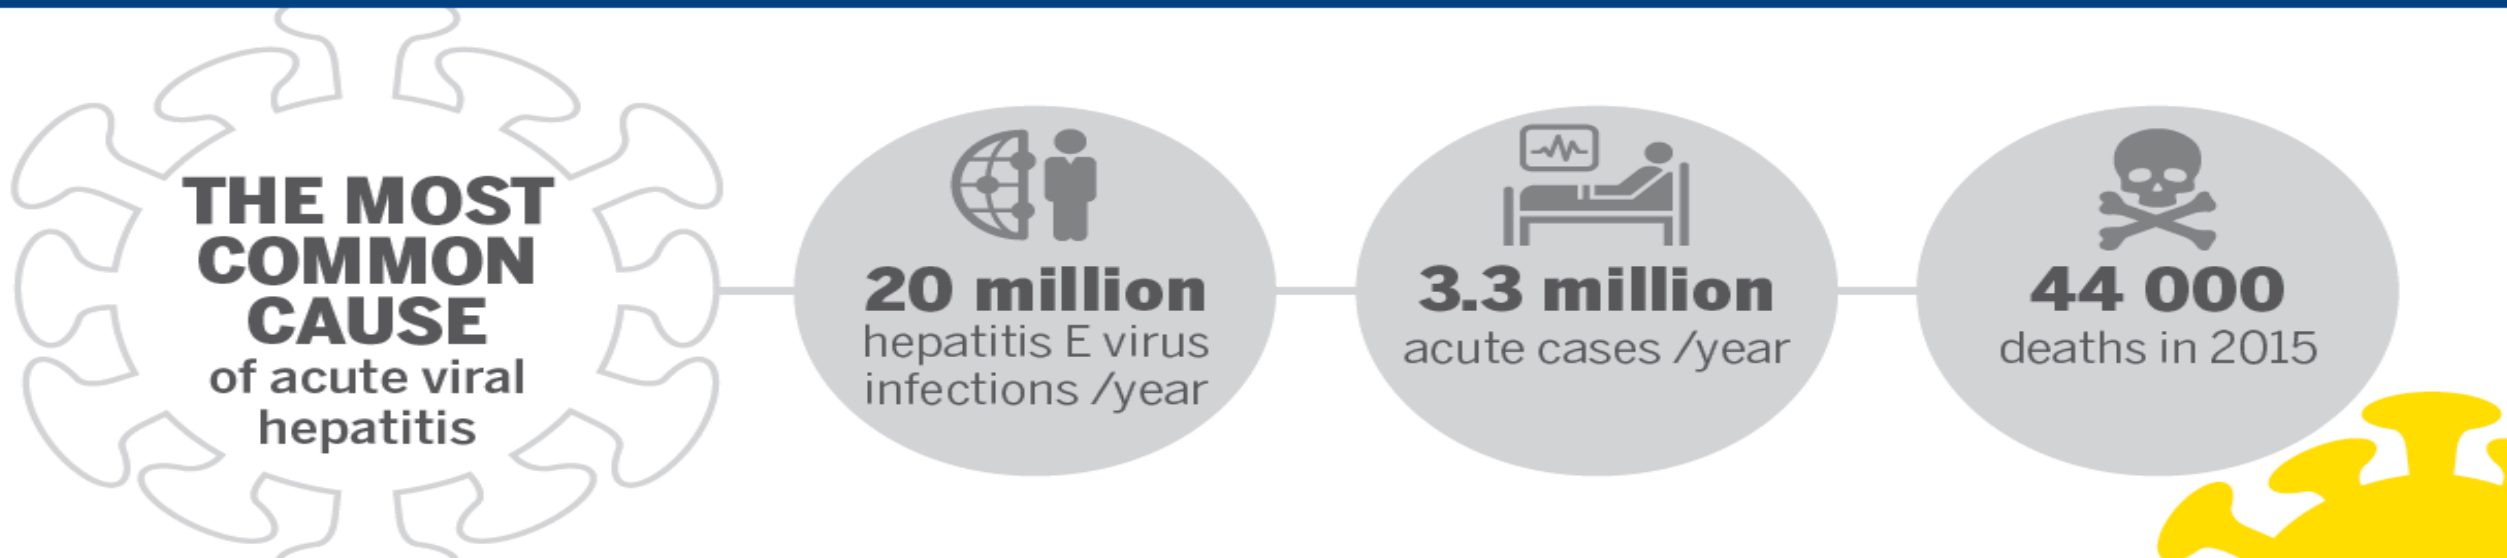 THE MOST
COMMON
CAUSE
of acute viral
hepatitis
20 million
hepatitis E virus
infections /year
3.3 million
acute cases /year
44 000
deaths in 2015